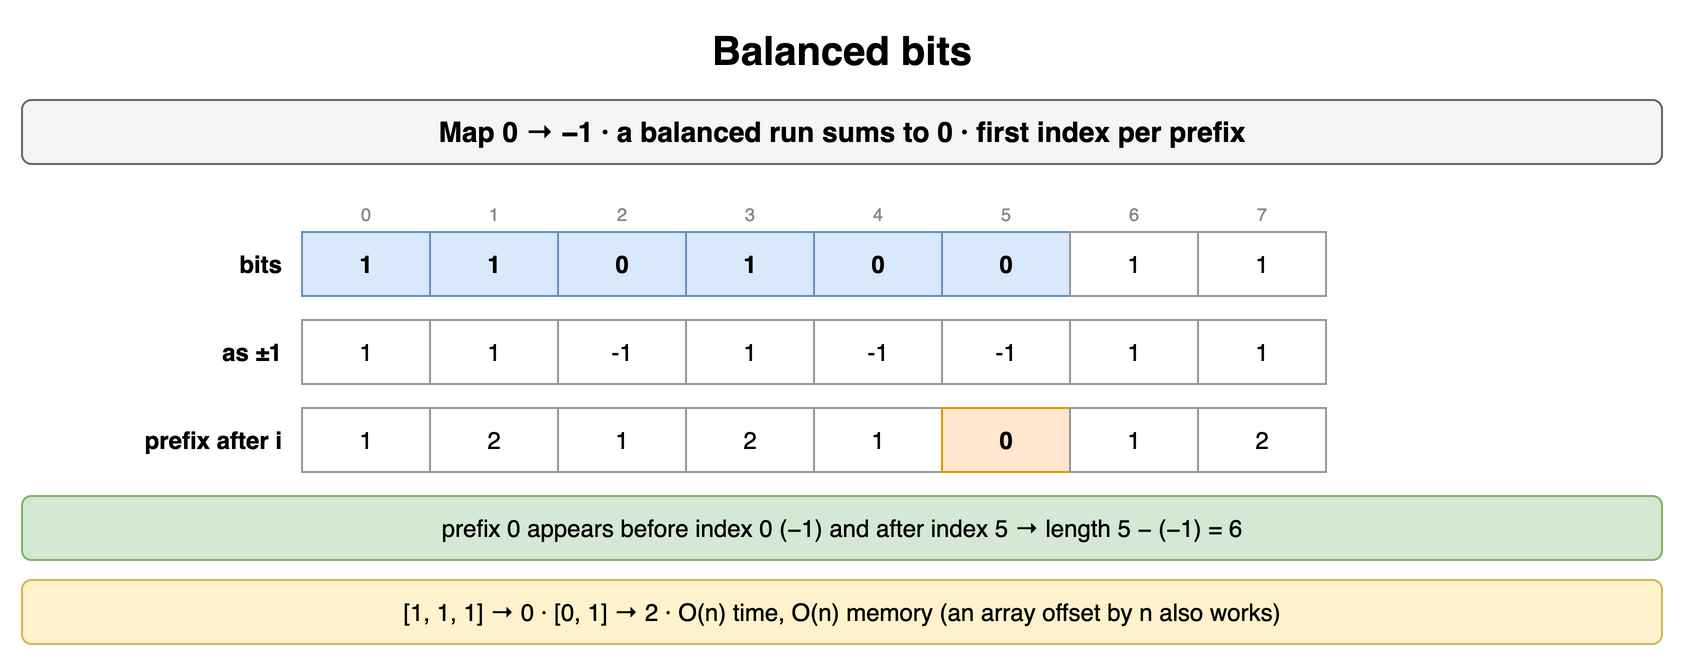 Balanced bits
Map 0 → −1 · a balanced run sums to 0 · first index per prefix
0 1 2 3 4 5 6 7
bits 1 1 0 1 0 0 1 1
as ±1 1 1 -1 1 -1 -1 1 1
prefix after i 1 2 1 2 1 0 1 2
prefix 0 appears before index 0 (−1) and after index 5 → length 5 − (−1) = 6
[1, 1, 1] → 0 · [0, 1] → 2 · O(n) time, O(n) memory (an array offset by n also works)